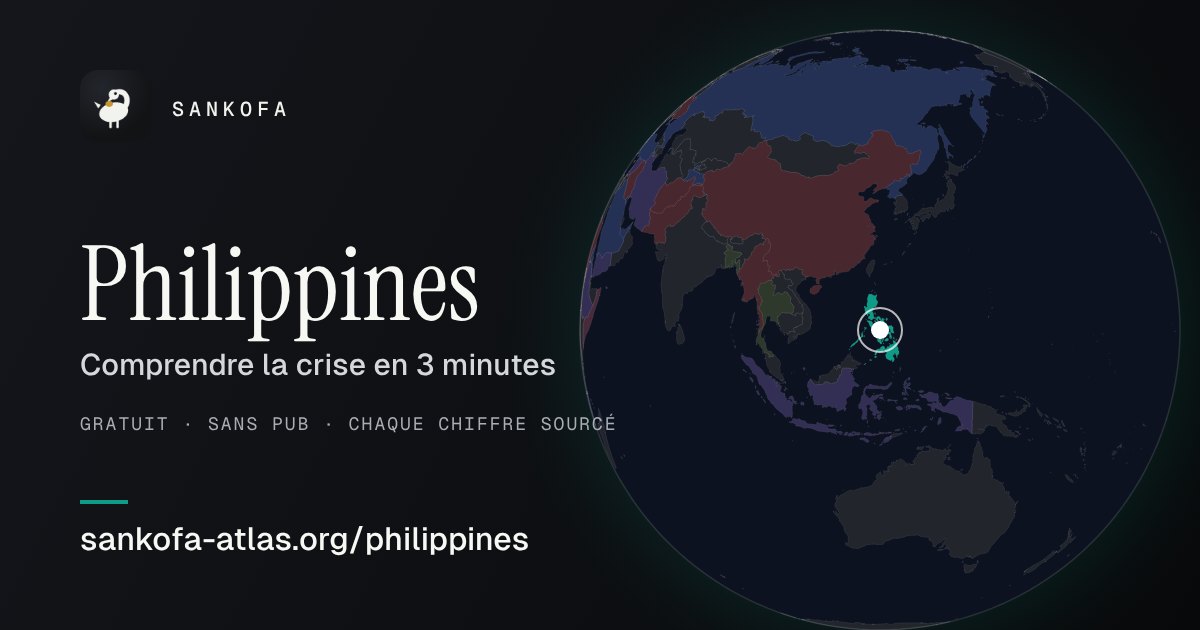 SANKOFA
Philippines
Comprendre la crise en 3 minutes
GRATUIT · SANS PUB · CHAQUE CHIFFRE SOURCÉ
sankofa-atlas.org/philippines